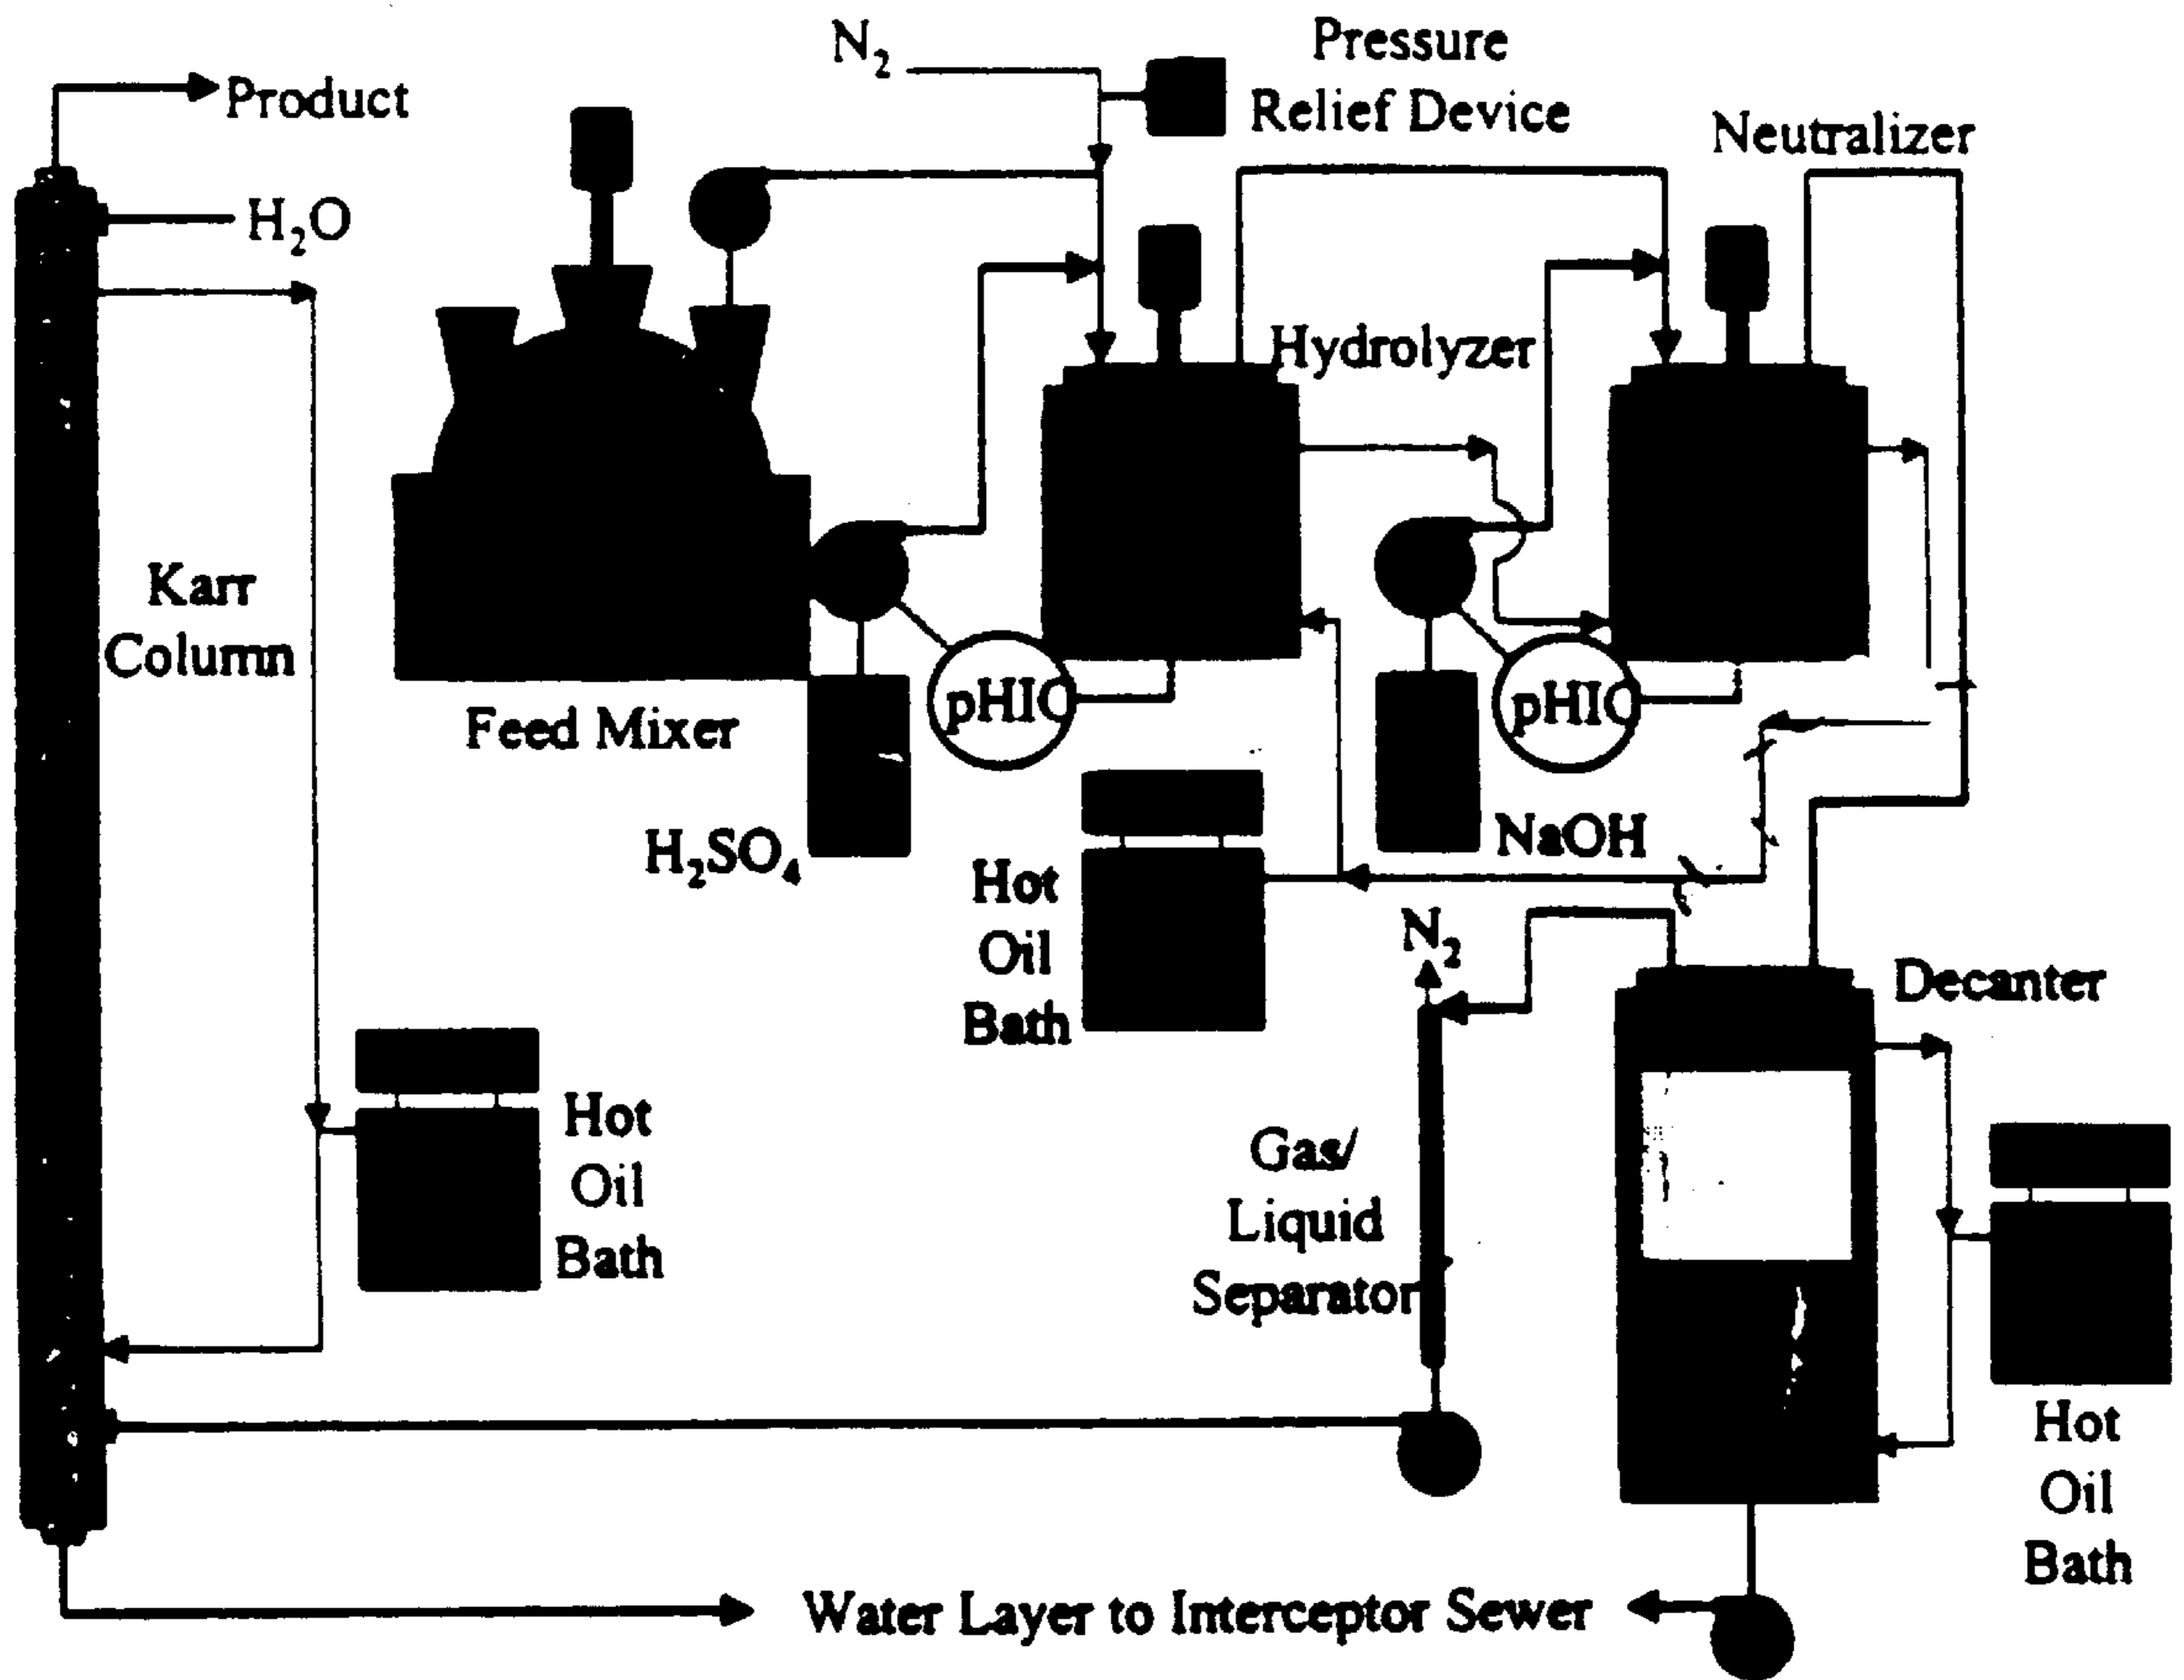 N₂
Pressure
Relief Device
Product
Neutralizer
H₂O
Hydrolyzer
Karr
Column
Feed Mixer
pHIC
pHIC
H₂SO₄
NaOH
Hot
Oil
Bath
N₂
Decanter
Hot
Oil
Bath
Gas/
Liquid
Separator
Hot
Oil
Bath
Water Layer to Interceptor Sewer